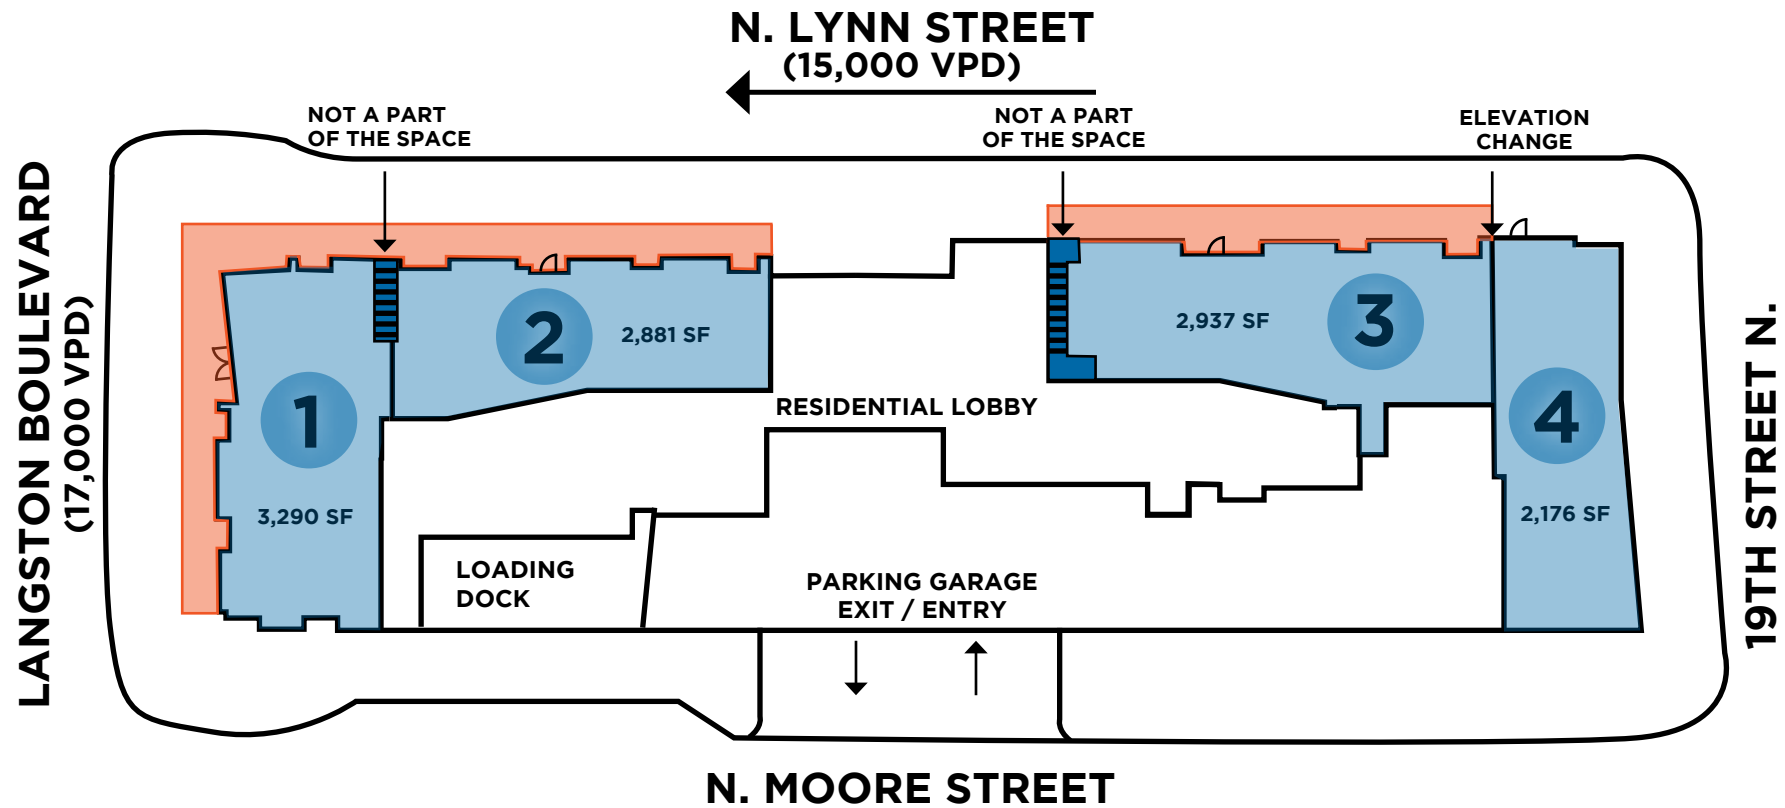 N. LYNN STREET
(15,000 VPD)
NOT A PART
OF THE SPACE
NOT A PART
OF THE SPACE
ELEVATION
CHANGE
LANGSTON BOULEVARD
(17,000 VPD)
1
3,290 SF
2
2,881 SF
2,937 SF
3
4
2,176 SF
RESIDENTIAL LOBBY
LOADING
DOCK
PARKING GARAGE
EXIT / ENTRY
19TH STREET N.
N. MOORE STREET